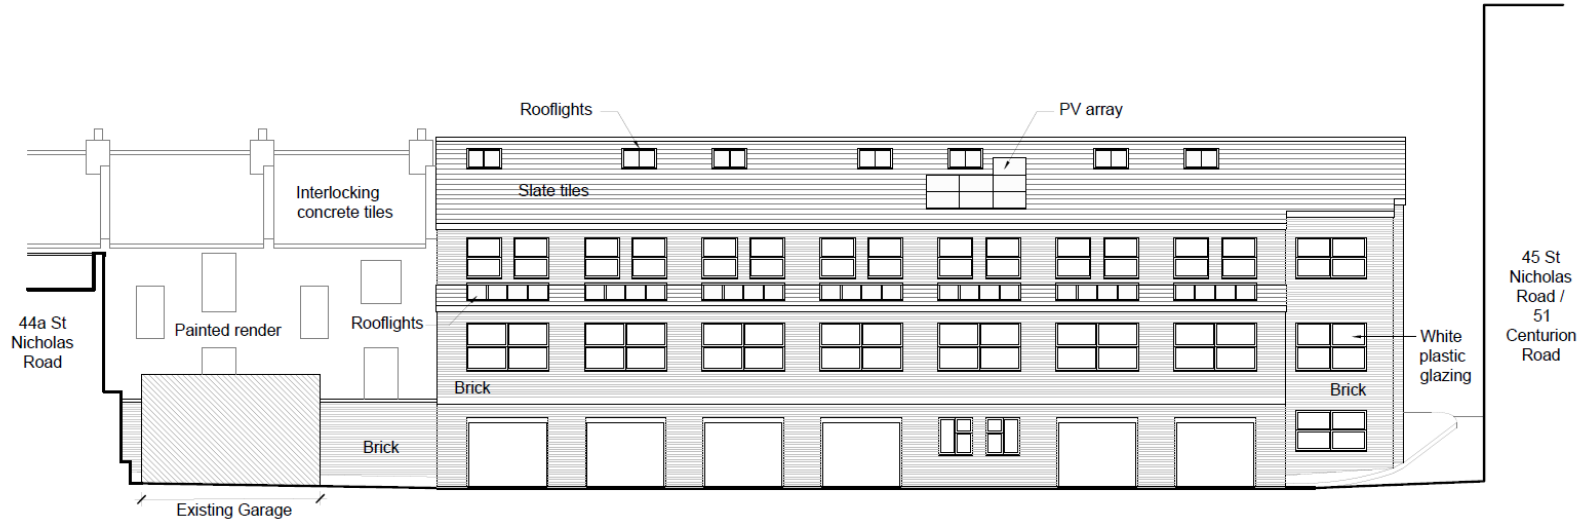 Rooflights
PV array
Interlocking
concrete tiles
Slate tiles
44a St
Nicholas
Road
Painted render
Rooflights
45 St
Nicholas
Road /
51
Centurion
Road
White
plastic
glazing
Brick
Brick
Brick
Existing Garage